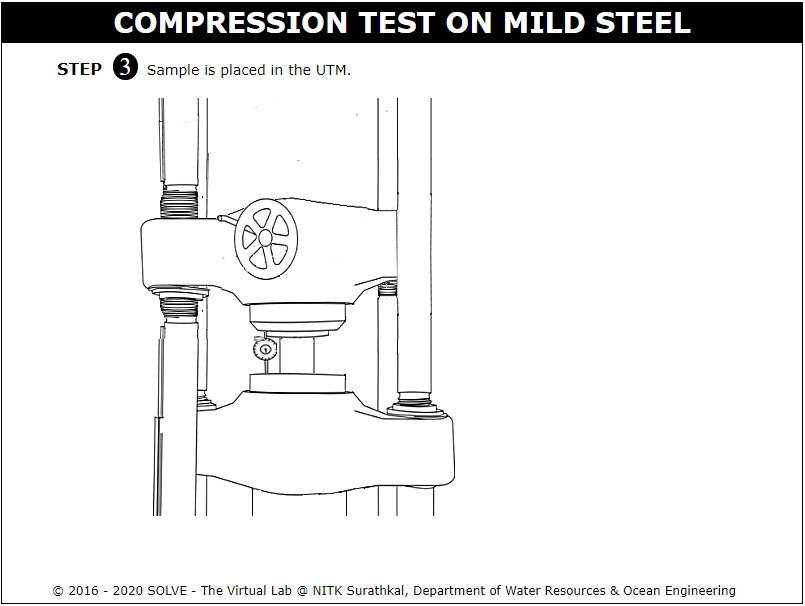 COMPRESSION TEST ON MILD STEEL
STEP 3 Sample is placed in the UTM.
© 2016 - 2020 SOLVE - The Virtual Lab @ NITK Surathkal, Department of Water Resources & Ocean Engineering